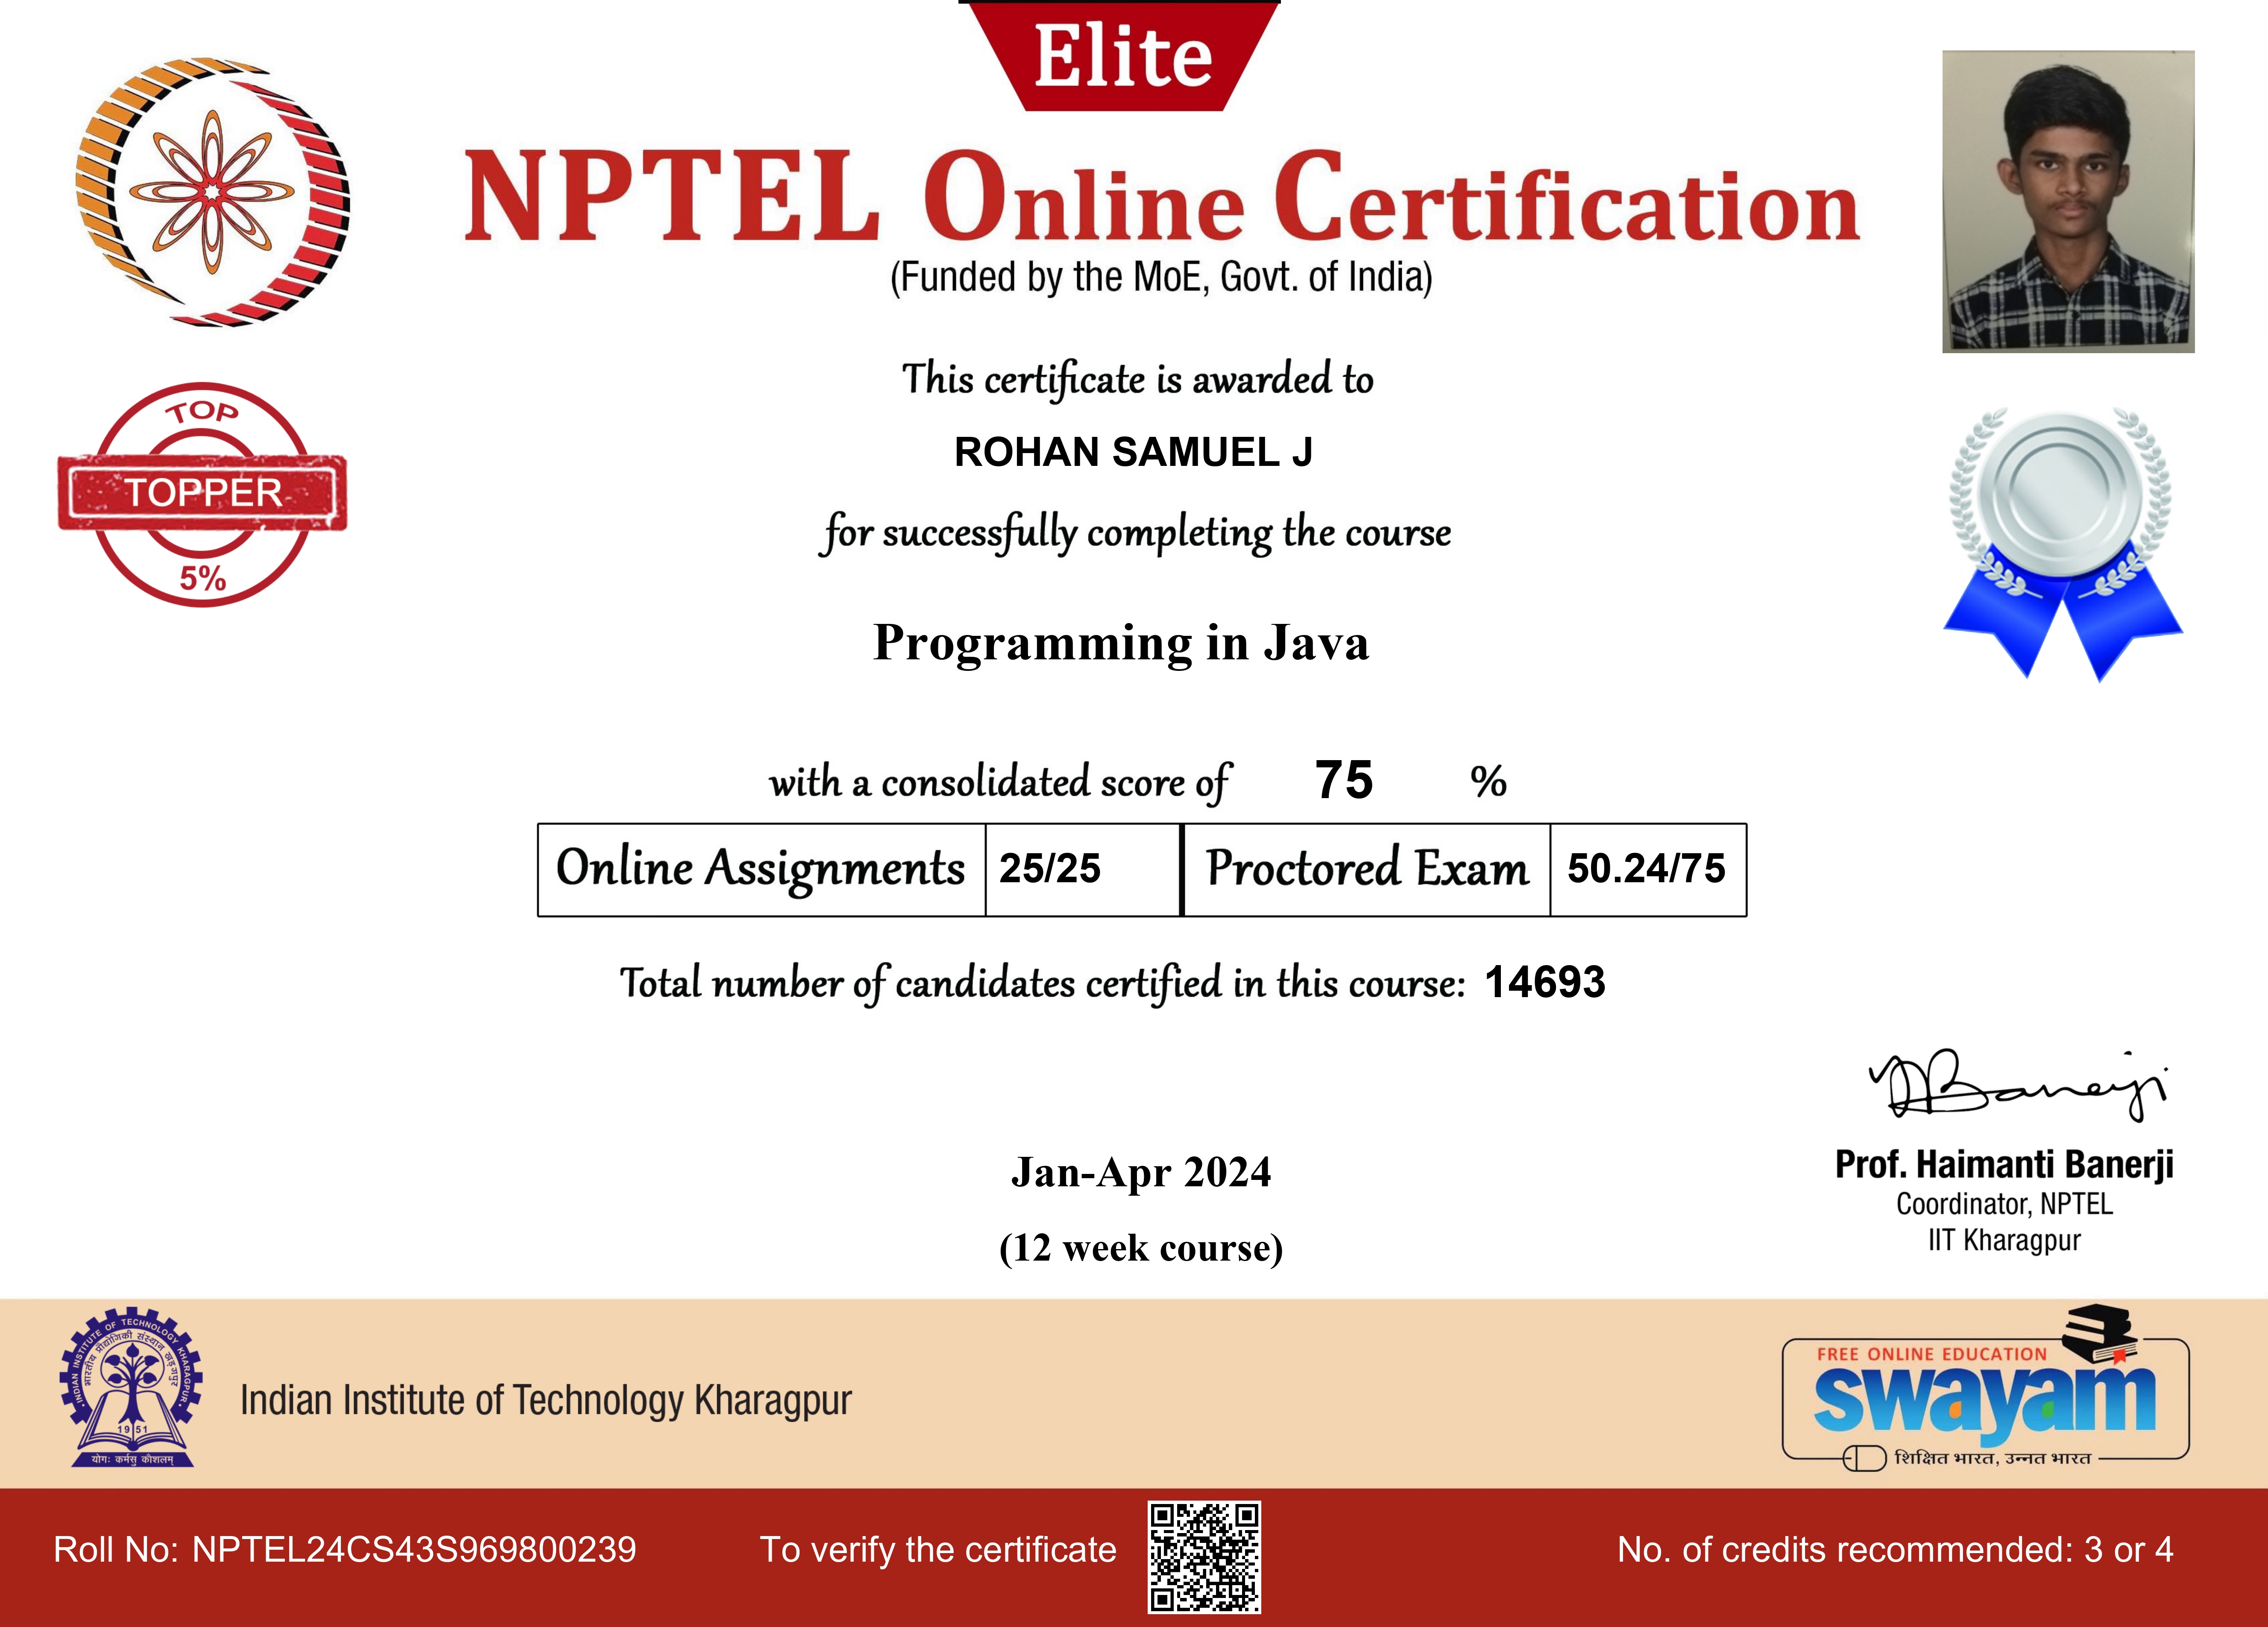 Elite
NPTEL Online Certification
(Funded by the MoE, Govt. of India)
This certificate is awarded to
ROHAN SAMUEL J
for successfully completing the course
TOP
TOPPER
5%
Programming in Java
with a consolidated score of 75 %
Online Assignments 25/25 Proctored Exam 50.24/75
Total number of candidates certified in this course: 14693
Banerji
Prof. Haimanti Banerji
Coordinator, NPTEL
IIT Kharagpur
Jan-Apr 2024
(12 week course)
INDIAN INSTITUTE OF TECHNOLOGY KHARAGPUR
भारतीय प्रौद्योगिकी संस्थान खड़गपुर
19 51
योगः कर्मसु कौशलम्
Indian Institute of Technology Kharagpur
FREE ONLINE EDUCATION
swayam
शिक्षित भारत, उन्नत भारत
Roll No: NPTEL24CS43S969800239 To verify the certificate No. of credits recommended: 3 or 4